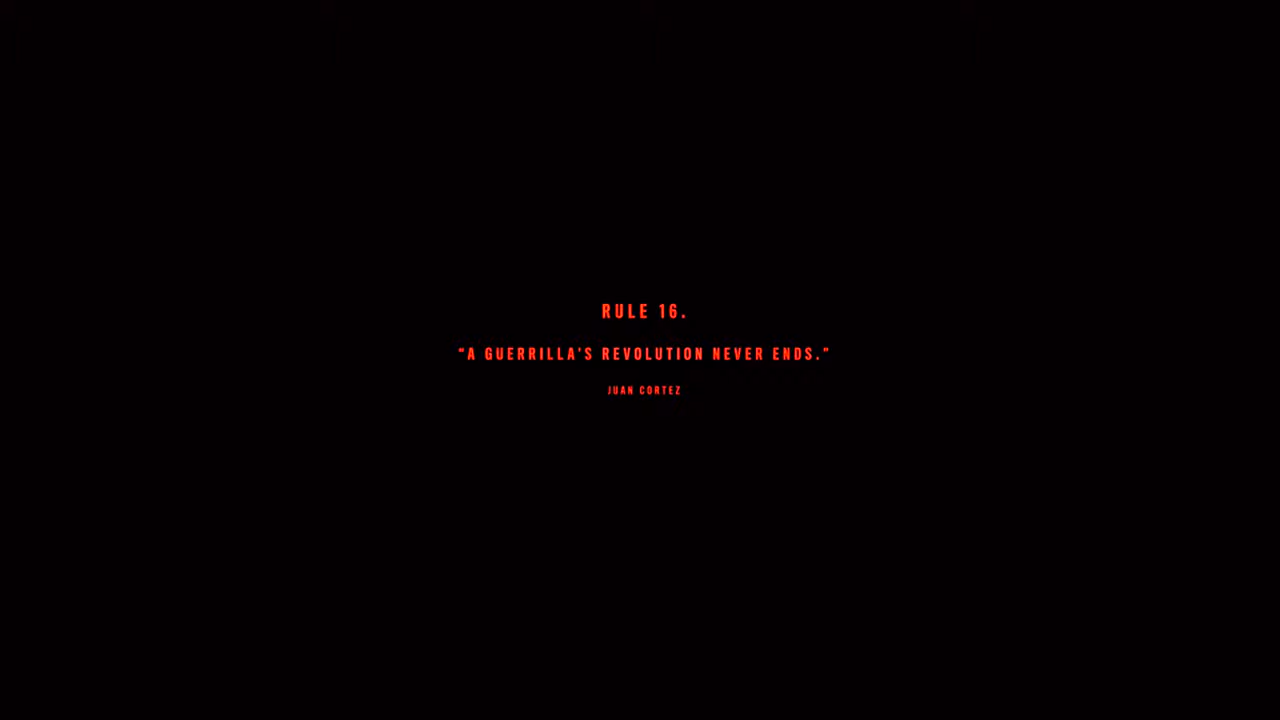 RULE 16.
“A GUERRILLA'S REVOLUTION NEVER ENDS.”
JUAN CORTEZ